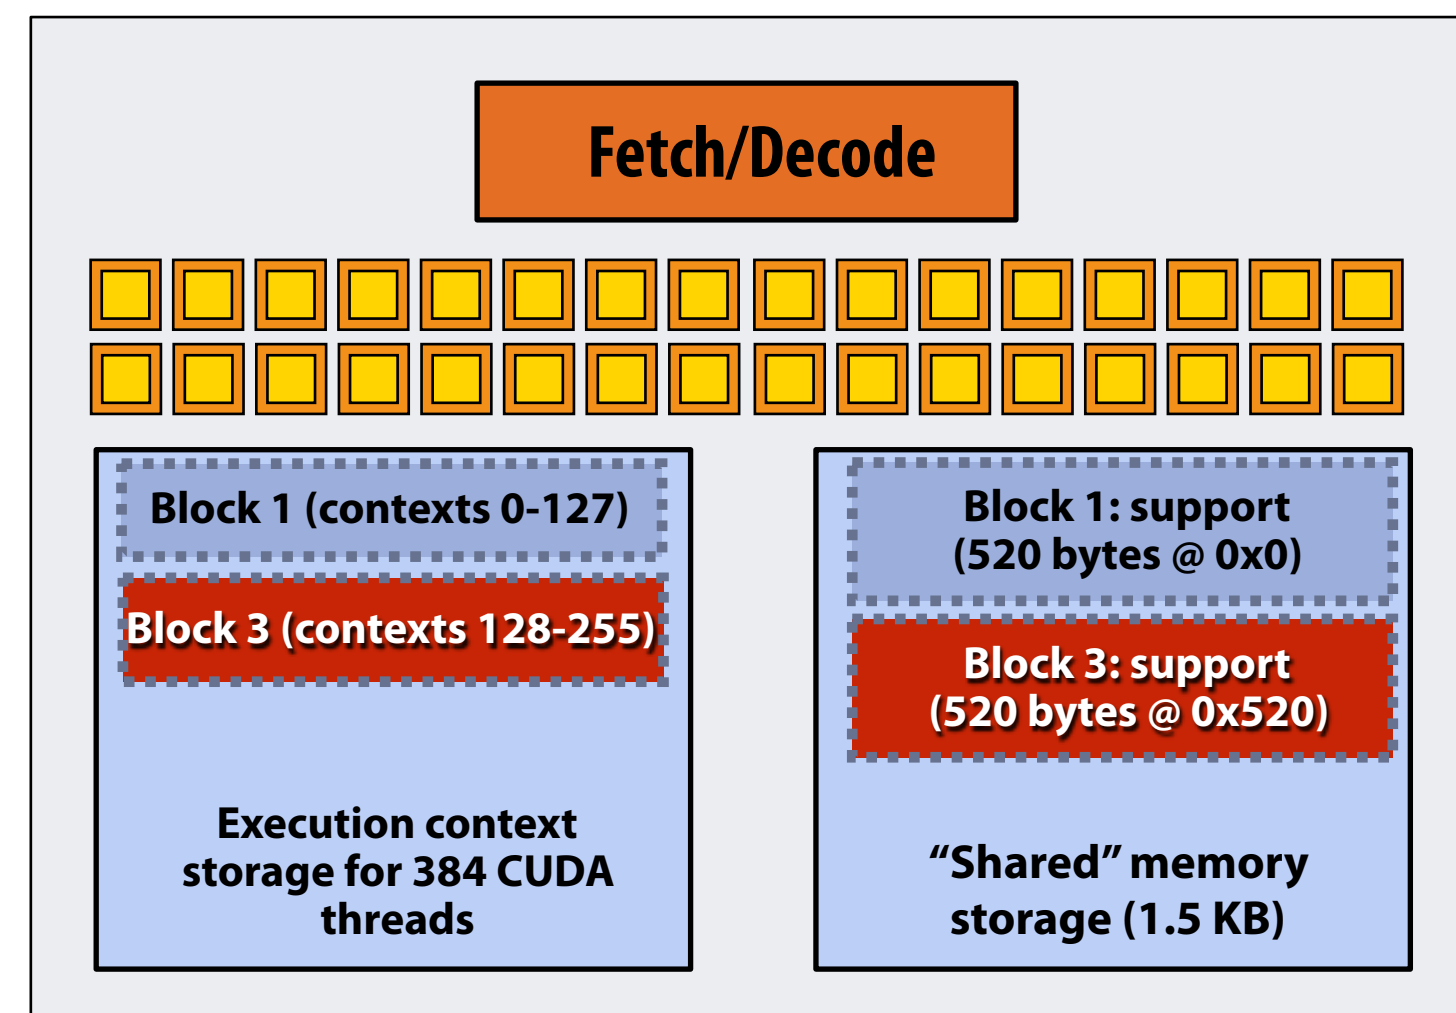 Fetch/Decode
Block 1 (contexts 0-127)
Block 3 (contexts 128-255)
Execution context
storage for 384 CUDA
threads
Block 1: support
(520 bytes @ 0x0)
Block 3: support
(520 bytes @ 0x520)
“Shared” memory
storage (1.5 KB)